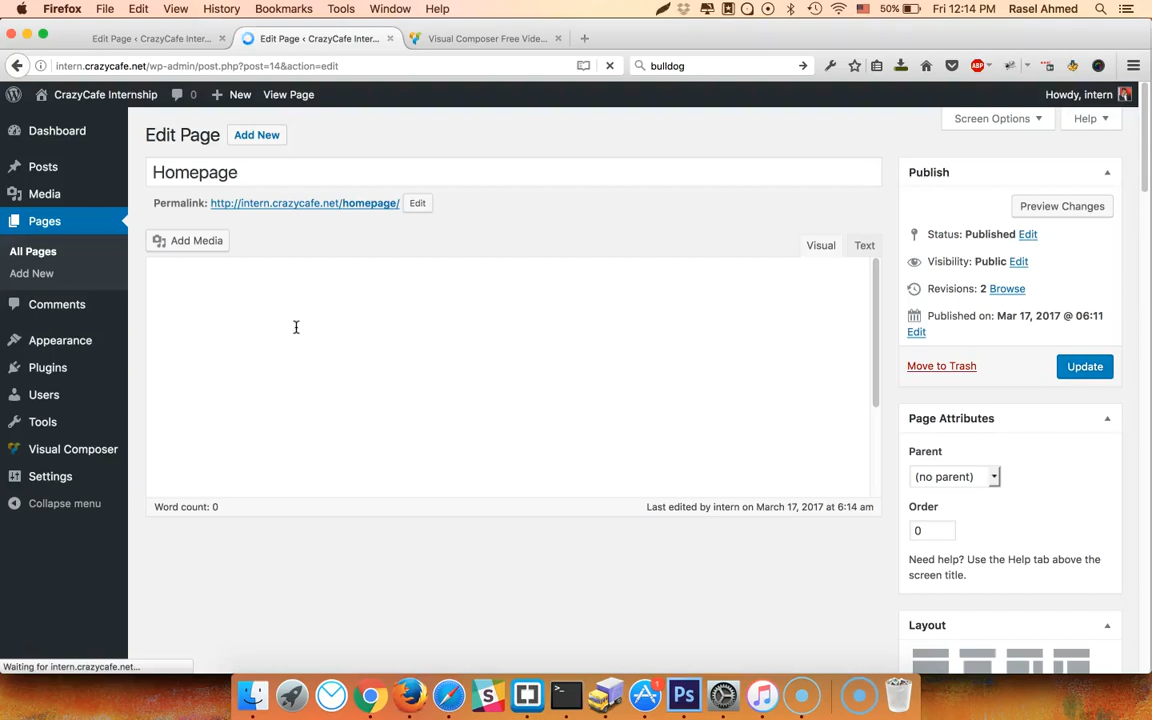 Firefox File Edit View History Bookmarks Tools Window Help 50% Fri 12:14 PM Rasel Ahmed
Edit Page ‹ CrazyCafe Inter... × Edit Page ‹ CrazyCafe Intern... × Visual Composer Free Vide... × +
intern.crazycafe.net/wp-admin/post.php?post=14&action=edit bulldog ABP
CrazyCafe Internship 0 + New View Page Howdy, intern
Screen Options Help
Dashboard
Posts
Media
Pages
All Pages
Add New
Comments
Appearance
Plugins
Users
Tools
Visual Composer
Settings
Collapse menu
Edit Page Add New
Homepage
Permalink: http://intern.crazycafe.net/homepage/ Edit
Add Media Visual Text
Word count: 0 Last edited by intern on March 17, 2017 at 6:14 am
Publish
Preview Changes
Status: Published Edit
Visibility: Public Edit
Revisions: 2 Browse
Published on: Mar 17, 2017 @ 06:11
Edit
Move to Trash Update
Page Attributes
Parent
(no parent)
Order
0
Need help? Use the Help tab above the
screen title.
Layout
Waiting for intern.crazycafe.net...
Ps